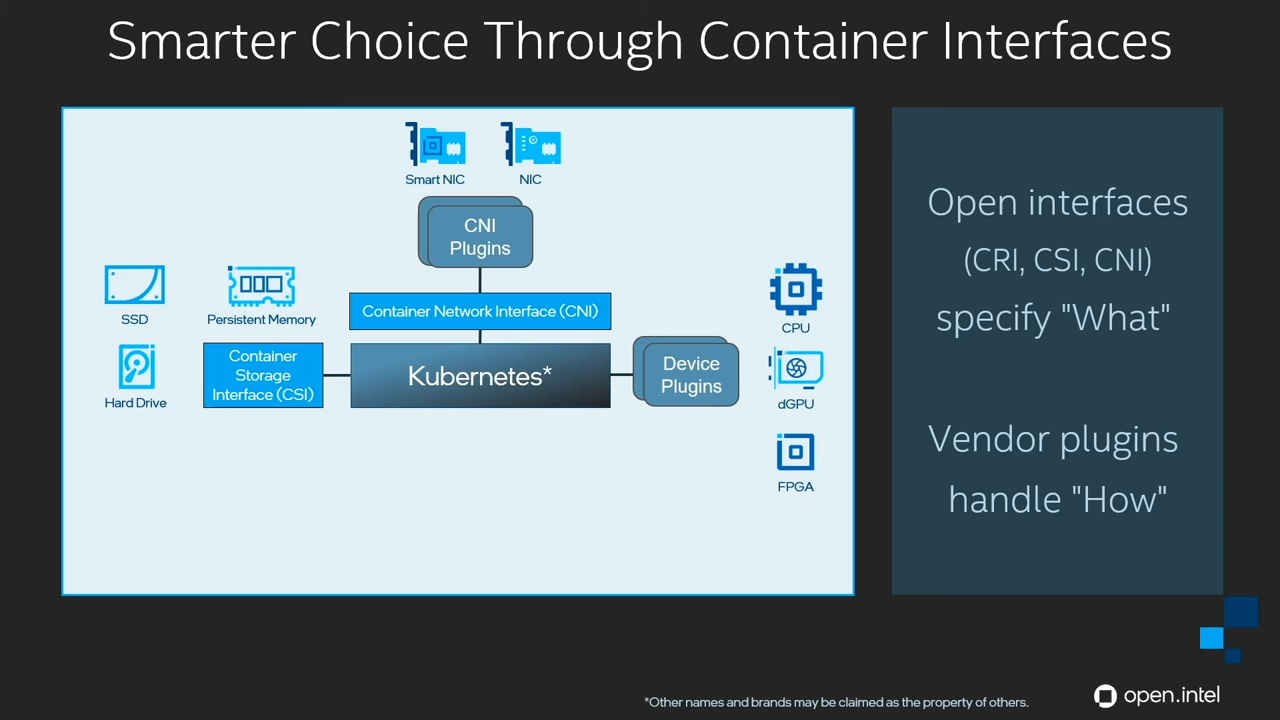 Smarter Choice Through Container Interfaces
Smart NIC
NIC
CNI
Plugins
Container Network Interface (CNI)
SSD
Persistent Memory
Hard Drive
Container
Storage
Interface (CSI)
Kubernetes*
Device
Plugins
CPU
dGPU
FPGA
Open interfaces
(CRI, CSI, CNI)
specify "What"
Vendor plugins
handle "How"
*Other names and brands may be claimed as the property of others.
open.intel